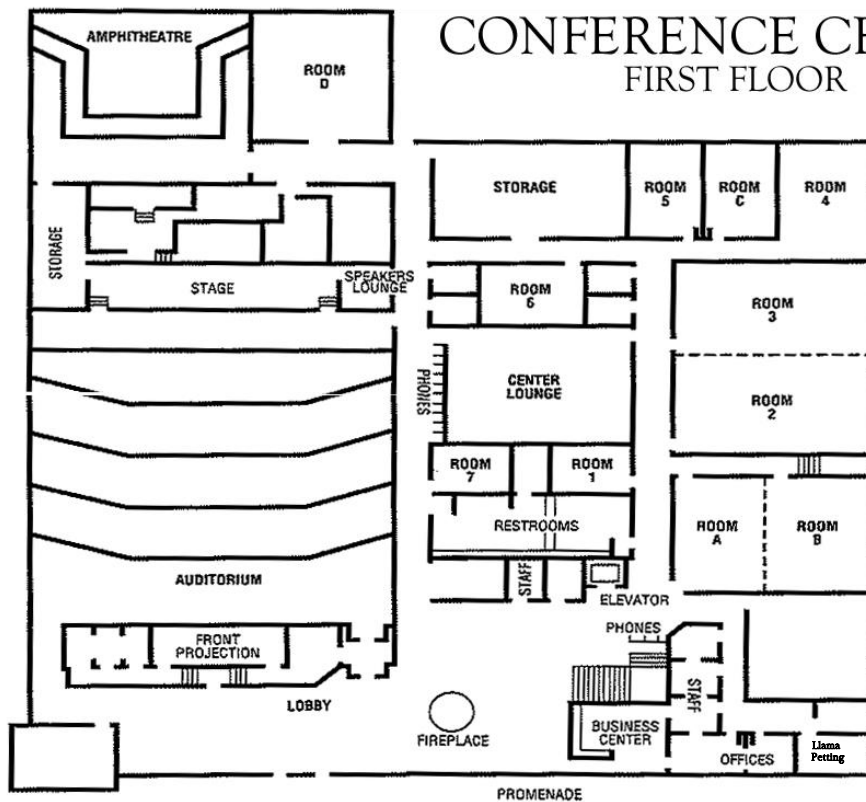 CONFERENCE CE
FIRST FLOOR
AMPHITHEATRE
ROOM
D
STORAGE
ROOM
5
ROOM
C
ROOM
4
STORAGE
STAGE
SPEAKERS
LOUNGE
ROOM
6
ROOM
3
PHONES
CENTER
LOUNGE
ROOM
2
ROOM
7
ROOM
1
RESTROOMS
ROOM
A
ROOM
B
AUDITORIUM
STAFF
ELEVATOR
FRONT
PROJECTION
PHONES
STAFF
LOBBY
FIREPLACE
BUSINESS
CENTER
OFFICES
Llama
Petting
PROMENADE